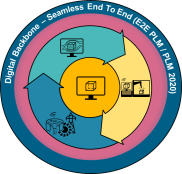 Digital Backbone – Seamless End To End (E2E PLM / PLM 2020)